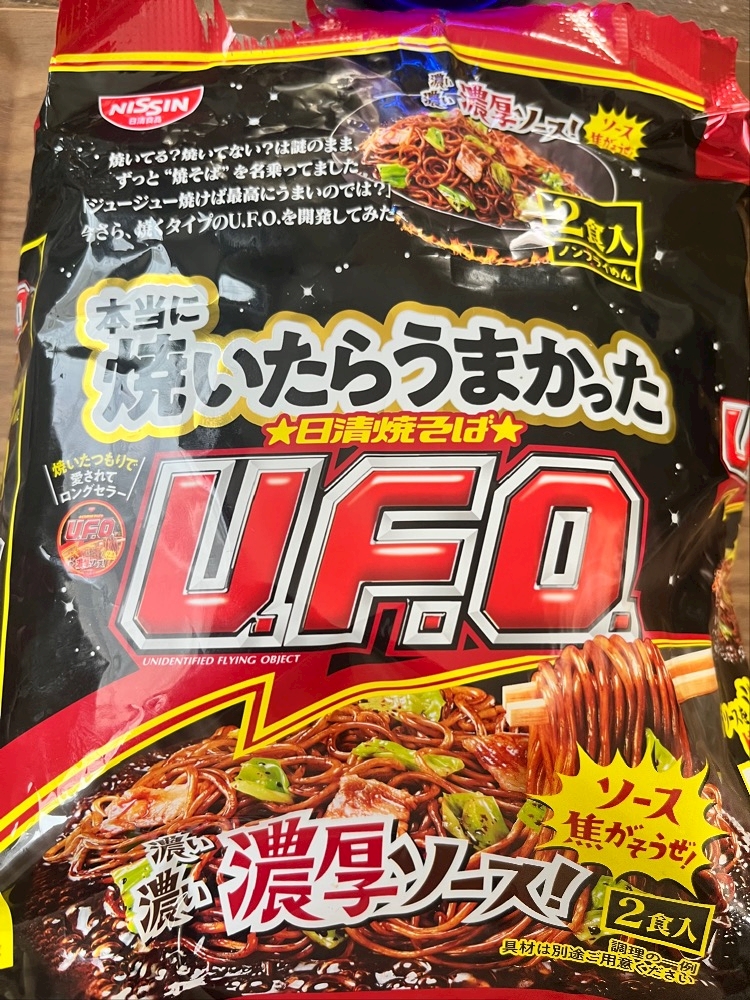 NISSIN
日清食品
濃い
濃い 濃厚ソース!
ソース
焼いてる?焼いてない?は謎のまま、
ずっと“焼そば”を名乗ってました。
「ジュージュー焼けば最高にうまいのでは?」
今さら、焼くタイプのU.F.O.を開発してみた
2食入
ノンフライめん
本当に
焼いたらうまかった
★日清焼そば★
焼いたつもりで
愛されて
ロングセラー
U.F.O.
U.F.O.
UNIDENTIFIED FLYING OBJECT
ソース
焦がそうぜ!
濃い
濃い
濃厚ソース!
2食入
調理の一例
具材は別途ご用意ください